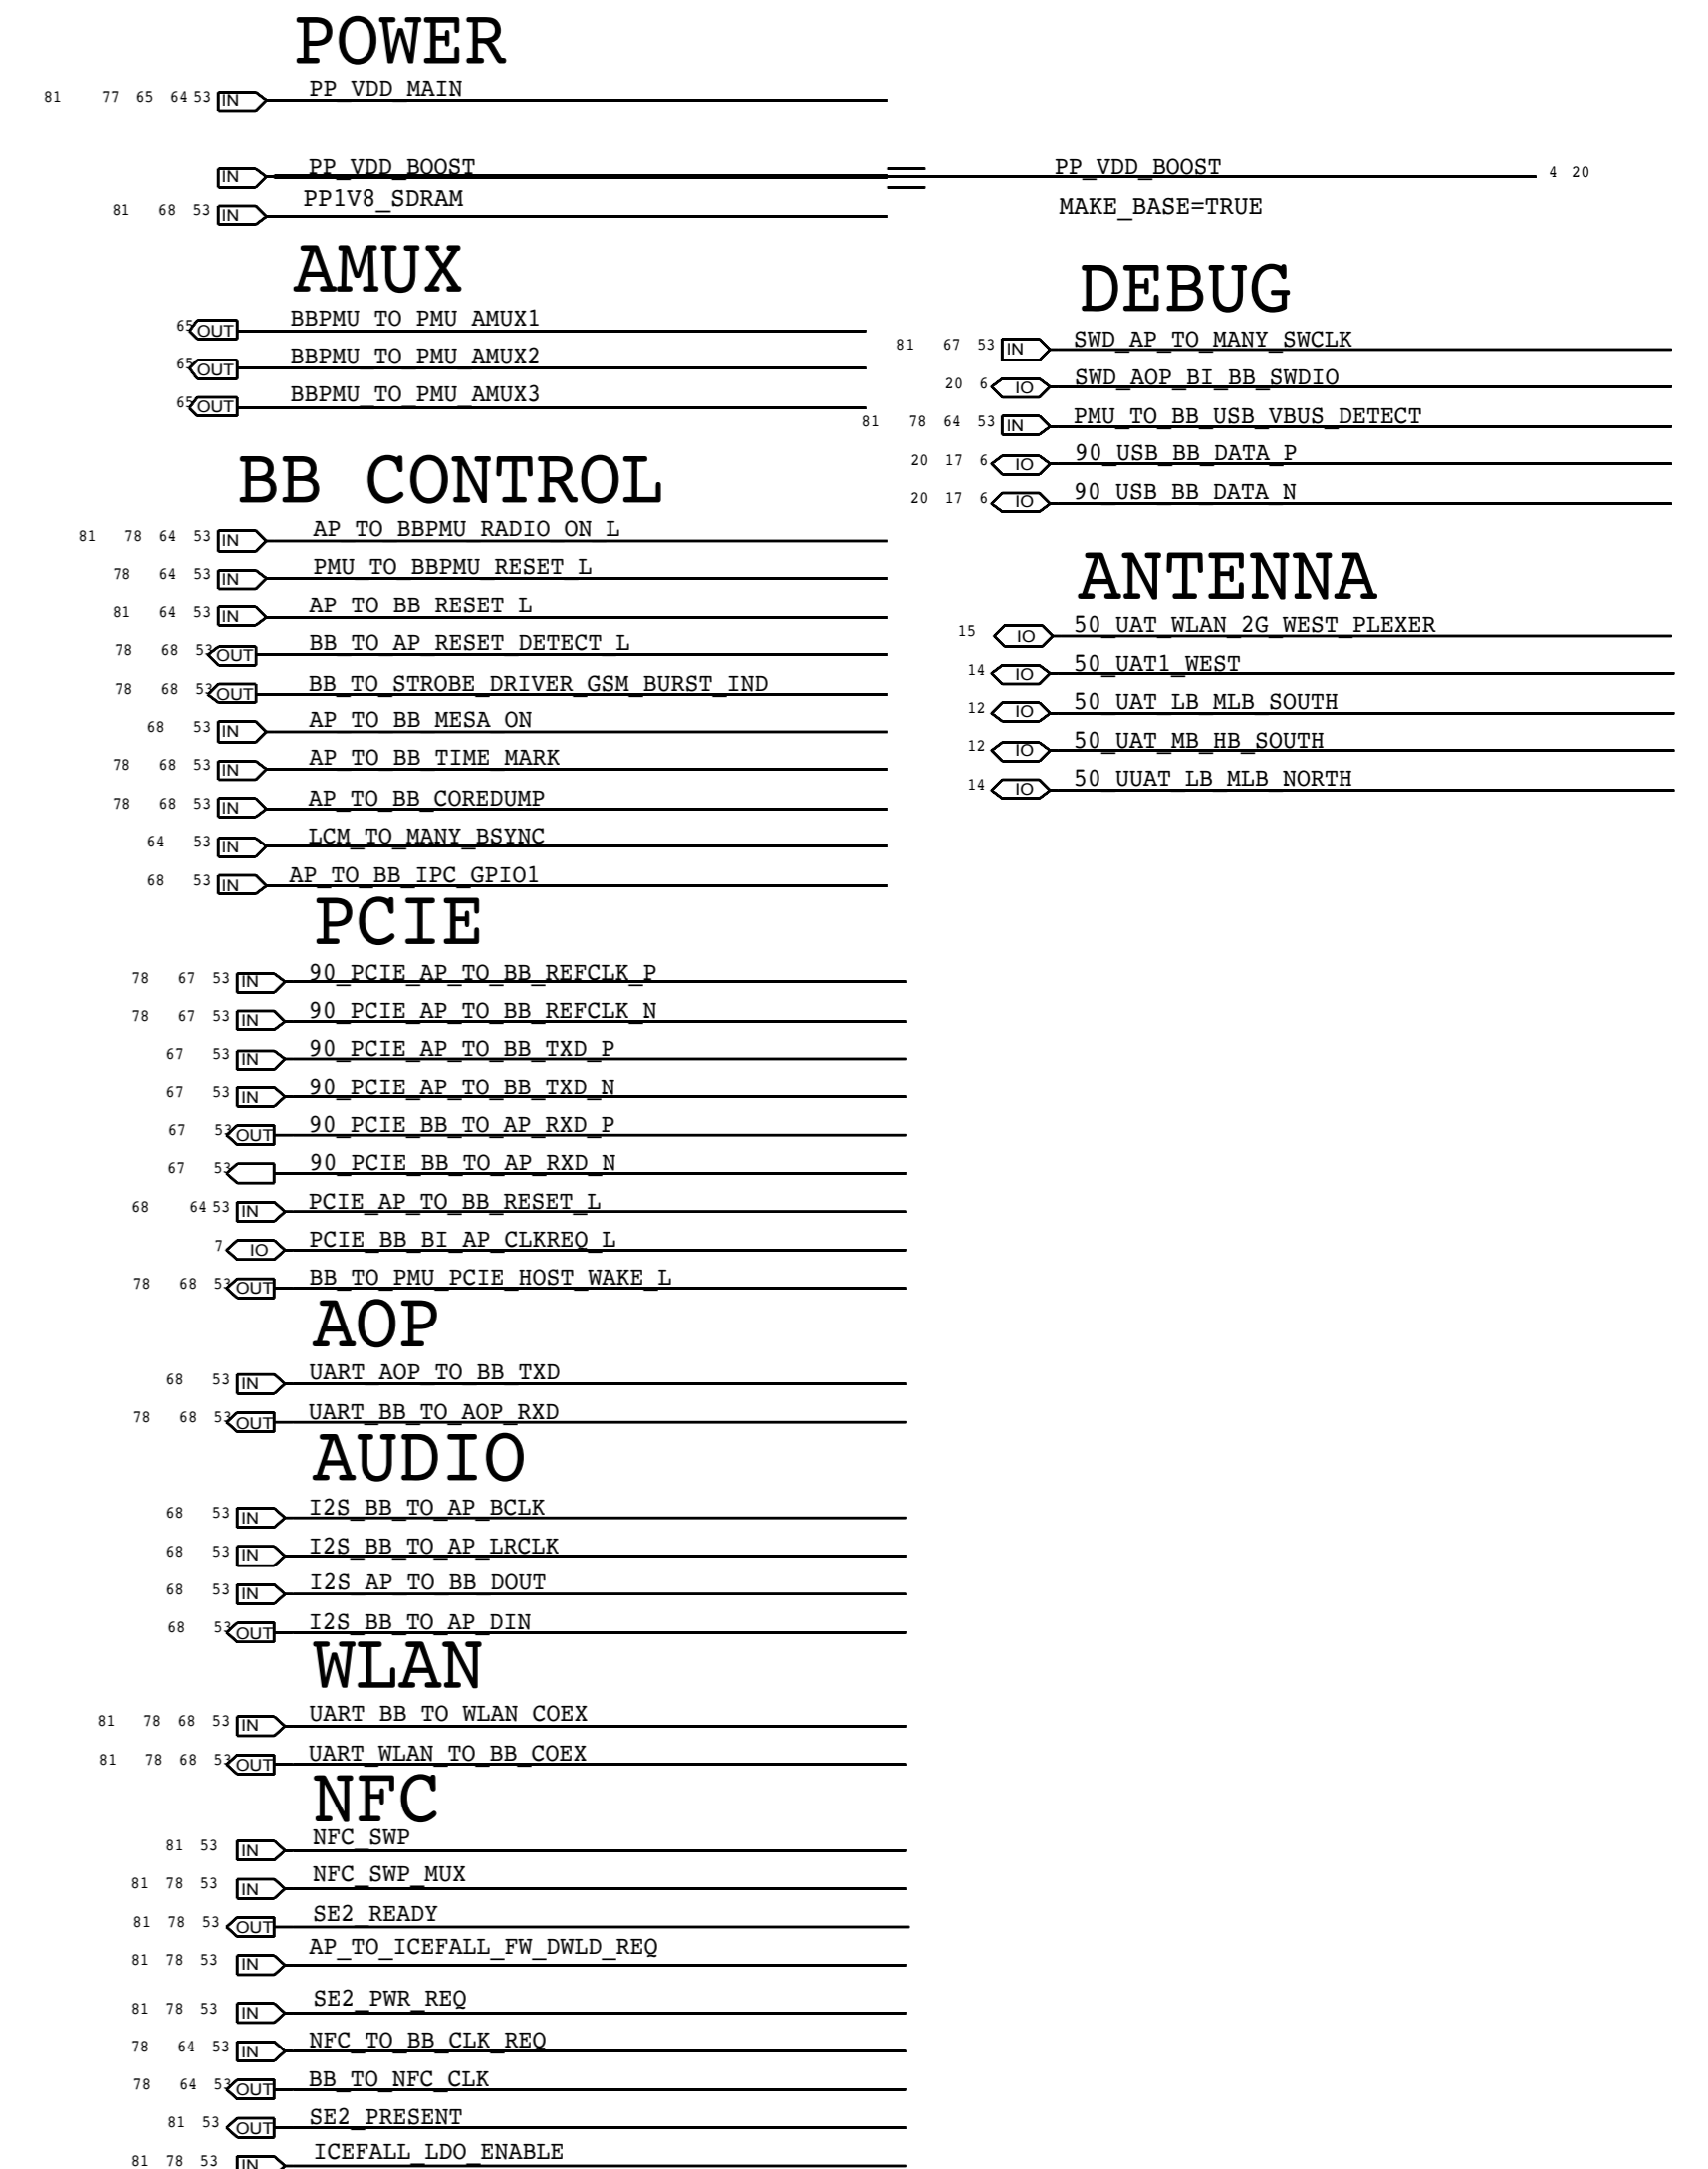 POWER
81 77 65 64 53 IN PP_VDD_MAIN
IN PP_VDD_BOOST PP_VDD_BOOST 4 20
81 68 53 IN PP1V8_SDRAM MAKE_BASE=TRUE
AMUX
65 OUT BBPMU_TO_PMU_AMUX1
65 OUT BBPMU_TO_PMU_AMUX2
65 OUT BBPMU_TO_PMU_AMUX3
BB CONTROL
81 78 64 53 IN AP_TO_BBPMU_RADIO_ON_L
78 64 53 IN PMU_TO_BBPMU_RESET_L
81 64 53 IN AP_TO_BB_RESET_L
78 68 53 OUT BB_TO_AP_RESET_DETECT_L
78 68 53 OUT BB_TO_STROBE_DRIVER_GSM_BURST_IND
68 53 IN AP_TO_BB_MESA_ON
78 68 53 IN AP_TO_BB_TIME_MARK
78 68 53 IN AP_TO_BB_COREDUMP
64 53 IN LCM_TO_MANY_BSYNC
68 53 IN AP_TO_BB_IPC_GPIO1
PCIE
78 67 53 IN 90_PCIE_AP_TO_BB_REFCLK_P
78 67 53 IN 90_PCIE_AP_TO_BB_REFCLK_N
67 53 IN 90_PCIE_AP_TO_BB_TXD_P
67 53 IN 90_PCIE_AP_TO_BB_TXD_N
67 53 OUT 90_PCIE_BB_TO_AP_RXD_P
67 53 90_PCIE_BB_TO_AP_RXD_N
68 64 53 IN PCIE_AP_TO_BB_RESET_L
7 IO PCIE_BB_BI_AP_CLKREQ_L
78 68 53 OUT BB_TO_PMU_PCIE_HOST_WAKE_L
AOP
68 53 IN UART_AOP_TO_BB_TXD
78 68 53 OUT UART_BB_TO_AOP_RXD
AUDIO
68 53 IN I2S_BB_TO_AP_BCLK
68 53 IN I2S_BB_TO_AP_LRCLK
68 53 IN I2S_AP_TO_BB_DOUT
68 53 OUT I2S_BB_TO_AP_DIN
WLAN
81 78 68 53 IN UART_BB_TO_WLAN_COEX
81 78 68 53 OUT UART_WLAN_TO_BB_COEX
NFC
81 53 IN NFC_SWP
81 78 53 IN NFC_SWP_MUX
81 78 53 OUT SE2_READY
81 78 53 IN AP_TO_ICEFALL_FW_DWLD_REQ
81 78 53 IN SE2_PWR_REQ
78 64 53 IN NFC_TO_BB_CLK_REQ
78 64 53 OUT BB_TO_NFC_CLK
81 53 OUT SE2_PRESENT
81 78 53 IN ICEFALL_LDO_ENABLE
DEBUG
81 67 53 IN SWD_AP_TO_MANY_SWCLK
20 6 IO SWD_AOP_BI_BB_SWDIO
81 78 64 53 IN PMU_TO_BB_USB_VBUS_DETECT
20 17 6 IO 90_USB_BB_DATA_P
20 17 6 IO 90_USB_BB_DATA_N
ANTENNA
15 IO 50_UAT_WLAN_2G_WEST_PLEXER
14 IO 50_UAT1_WEST
12 IO 50_UAT_LB_MLB_SOUTH
12 IO 50_UAT_MB_HB_SOUTH
14 IO 50_UUAT_LB_MLB_NORTH